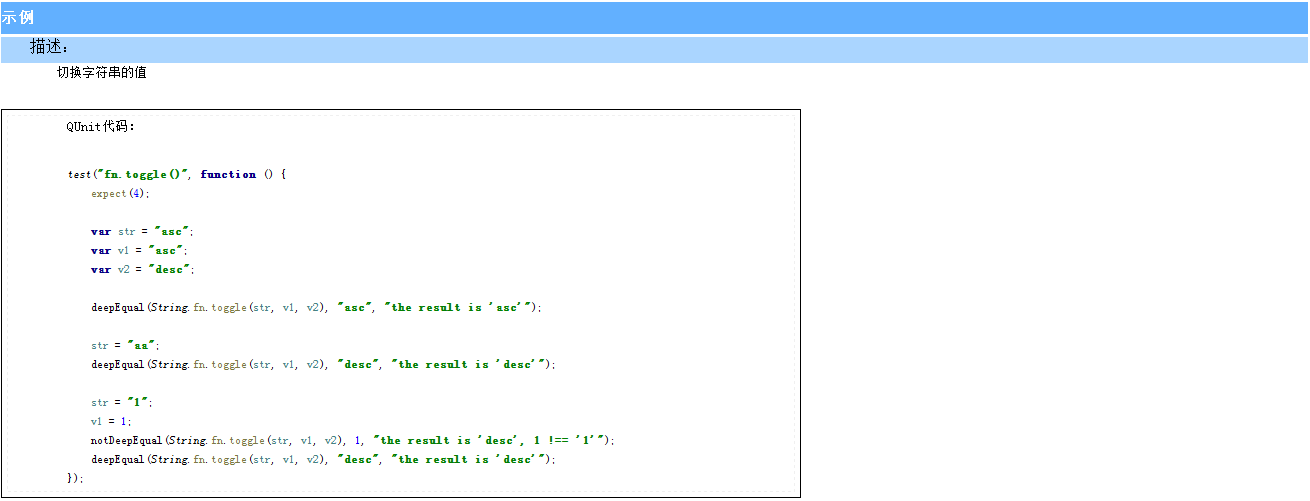 示例
描述：
切换字符串的值
QUnit代码：
test("fn.toggle()", function () {
expect(4);
var str = "asc";
var v1 = "asc";
var v2 = "desc";
deepEqual(String.fn.toggle(str, v1, v2), "asc", "the result is 'asc'");
str = "aa";
deepEqual(String.fn.toggle(str, v1, v2), "desc", "the result is 'desc'");
str = "1";
v1 = 1;
notDeepEqual(String.fn.toggle(str, v1, v2), 1, "the result is 'desc', 1 !== '1'");
deepEqual(String.fn.toggle(str, v1, v2), "desc", "the result is 'desc'");
});